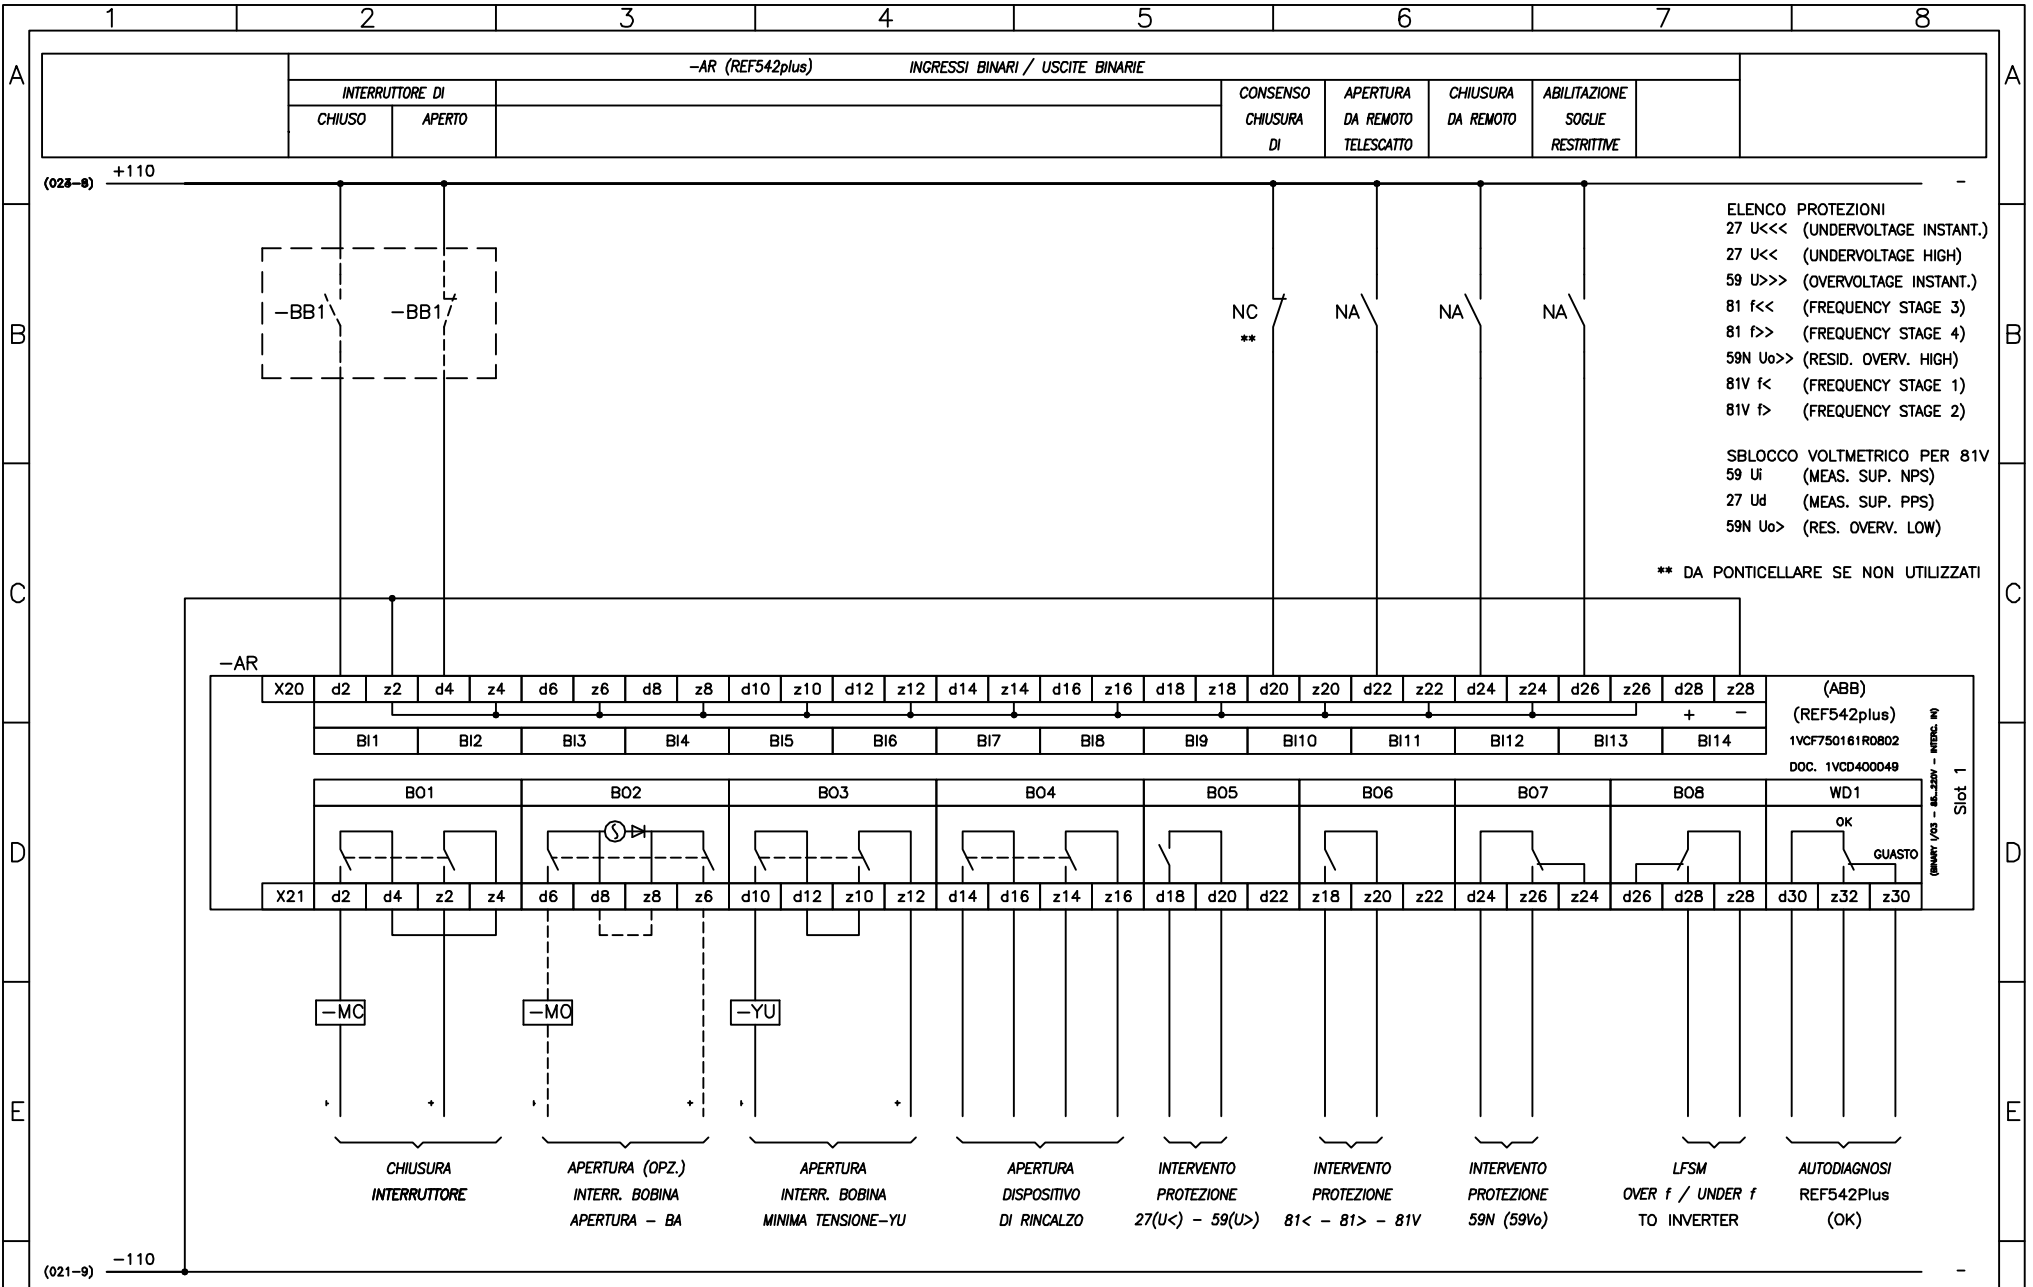 1 2 3 4 5 6 7 8
A A
-AR (REF542plus) INGRESSI BINARI / USCITE BINARIE
INTERRUTTORE DI
CHIUSO APERTO
CONSENSO CHIUSURA DI
APERTURA DA REMOTO TELESCATTO
CHIUSURA DA REMOTO
ABILITAZIONE SOGLIE RESTRITTIVE
+110 -
ELENCO PROTEZIONI
27 U<<< (UNDERVOLTAGE INSTANT.)
27 U<< (UNDERVOLTAGE HIGH)
59 U>>> (OVERVOLTAGE INSTANT.)
81 f<< (FREQUENCY STAGE 3)
81 f>> (FREQUENCY STAGE 4)
59N Uo>> (RESID. OVERV. HIGH)
81V f< (FREQUENCY STAGE 1)
81V f> (FREQUENCY STAGE 2)
-BB1 -BB1 NC NA NA NA
**
B B
SBLOCCO VOLTMETRICO PER 81V
59 Ui (MEAS. SUP. NPS)
27 Ud (MEAS. SUP. PPS)
59N Uo> (RES. OVERV. LOW)
** DA PONTICELLARE SE NON UTILIZZATI
C C
-AR
X20 d2 z2 d4 z4 d6 z6 d8 z8 d10 z10 d12 z12 d14 z14 d16 z16 d18 z18 d20 z20 d22 z22 d24 z24 d26 z26 d28 z28
+ -
BI1 BI2 BI3 BI4 BI5 BI6 BI7 BI8 BI9 BI10 BI11 BI12 BI13 BI14
(ABB)
(REF542plus)
1VCF750161R0802
DOC. 1VCD400049
(BINARY I/O3 - 85...220V - INTERC. IN)
Slot 1
BO1 BO2 BO3 BO4 BO5 BO6 BO7 BO8 WD1
OK
GUASTO
D D
X21 d2 d4 z2 z4 d6 d8 z8 z6 d10 d12 z10 z12 d14 d16 z14 z16 d18 d20 d22 z18 z20 z22 d24 z26 z24 d26 d28 z28 d30 z32 z30
-MC -MO -YU
- + - + - +
E E
CHIUSURA
INTERRUTTORE
APERTURA (OPZ.)
INTERR. BOBINA
APERTURA - BA
APERTURA
INTERR. BOBINA
MINIMA TENSIONE-YU
APERTURA
DISPOSITIVO
DI RINCALZO
INTERVENTO
PROTEZIONE
27(U<) - 59(U>)
INTERVENTO
PROTEZIONE
81< - 81> - 81V
INTERVENTO
PROTEZIONE
59N (59Vo)
LFSM
OVER f / UNDER f
TO INVERTER
AUTODIAGNOSI
REF542Plus
(OK)
(021-9) -110 -